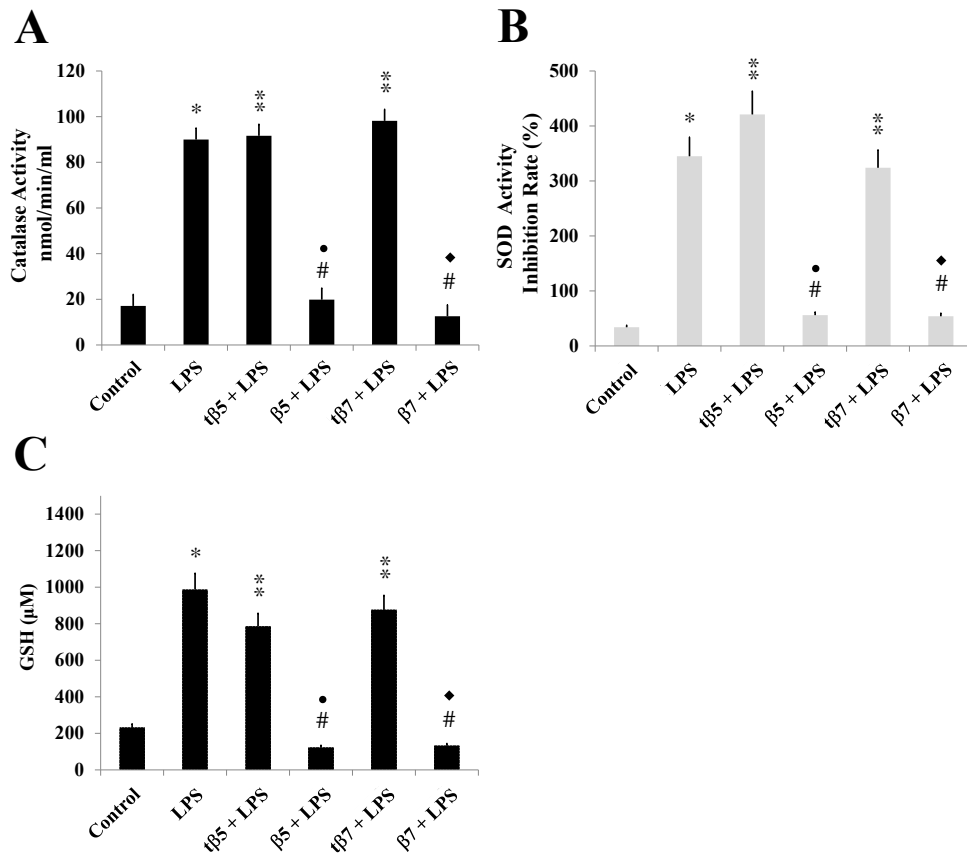 A
Catalase Activity
nmol/min/ml
120
100
80
60
40
20
0
*
**
●
#
**
◆
#
Control
LPS
tβ5 + LPS
β5 + LPS
tβ7 + LPS
β7 + LPS
B
SOD Activity
Inhibition Rate (%)
500
400
300
200
100
0
*
**
●
#
**
◆
#
Control
LPS
tβ5 + LPS
β5 + LPS
tβ7 + LPS
β7 + LPS
C
GSH (µM)
1400
1200
1000
800
600
400
200
0
*
**
●
#
**
◆
#
Control
LPS
tβ5 + LPS
β5 + LPS
tβ7 + LPS
β7 + LPS